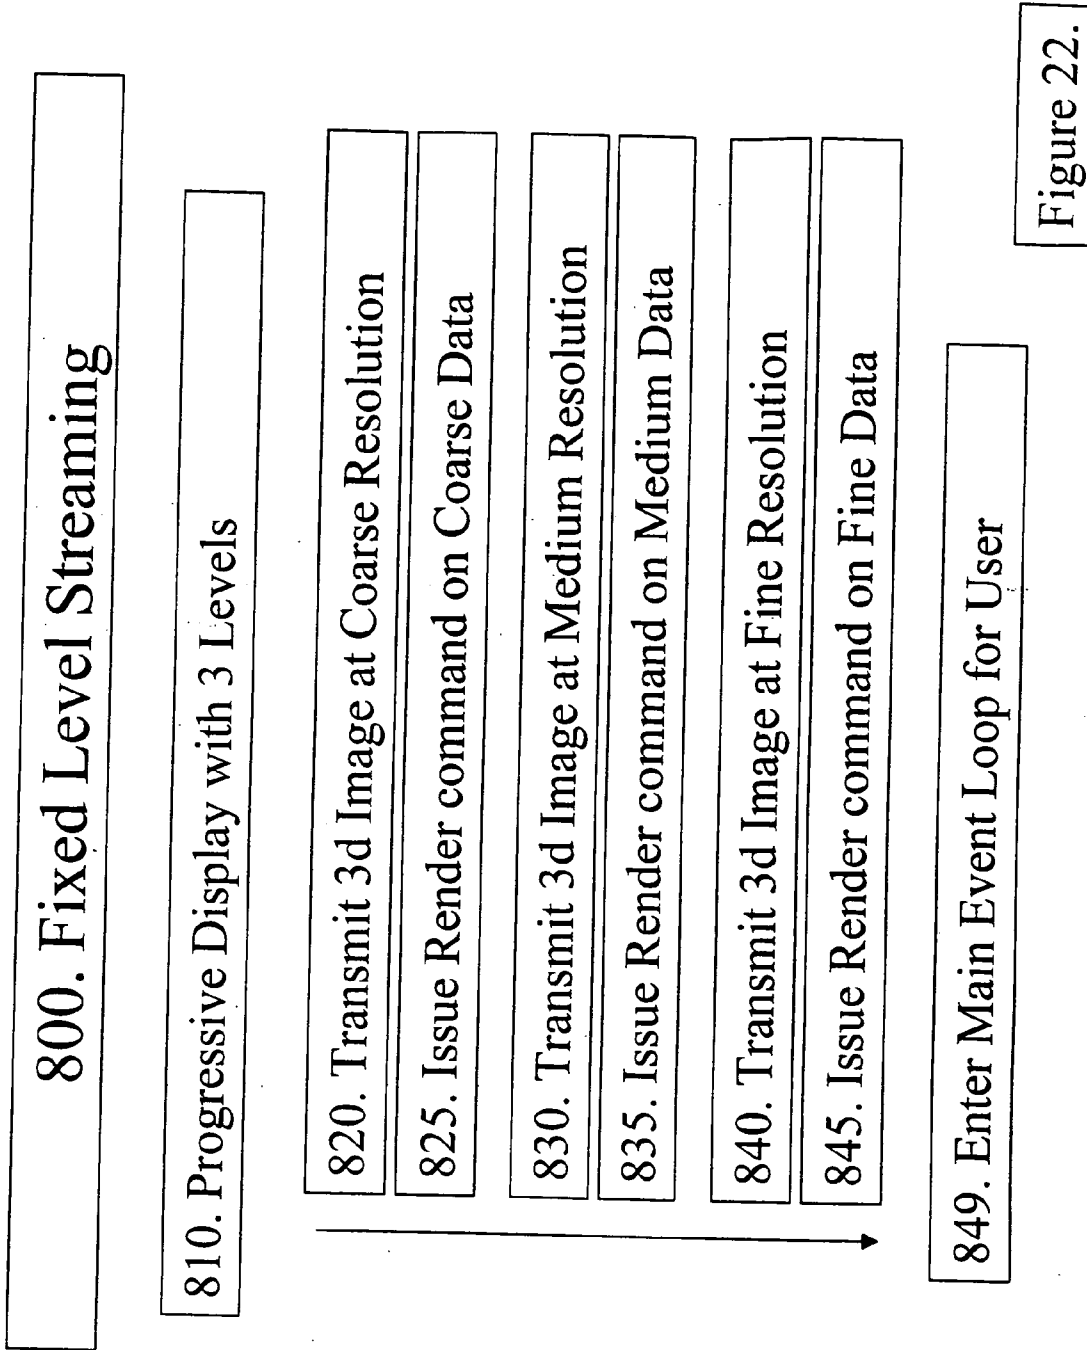 800. Fixed Level Streaming
810. Progressive Display with 3 Levels
820. Transmit 3d Image at Coarse Resolution
825. Issue Render command on Coarse Data
830. Transmit 3d Image at Medium Resolution
835. Issue Render command on Medium Data
840. Transmit 3d Image at Fine Resolution
845. Issue Render command on Fine Data
849. Enter Main Event Loop for User
Figure 22.